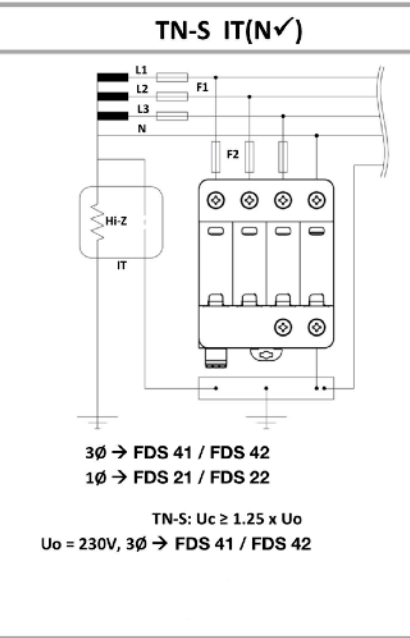 TN-S IT(N✓)
L1
F1
L2
L3
N
F2
Hi-Z
IT
3Ø → FDS 41 / FDS 42
1Ø → FDS 21 / FDS 22
TN-S: Uc ≥ 1.25 x Uo
Uo = 230V, 3Ø → FDS 41 / FDS 42